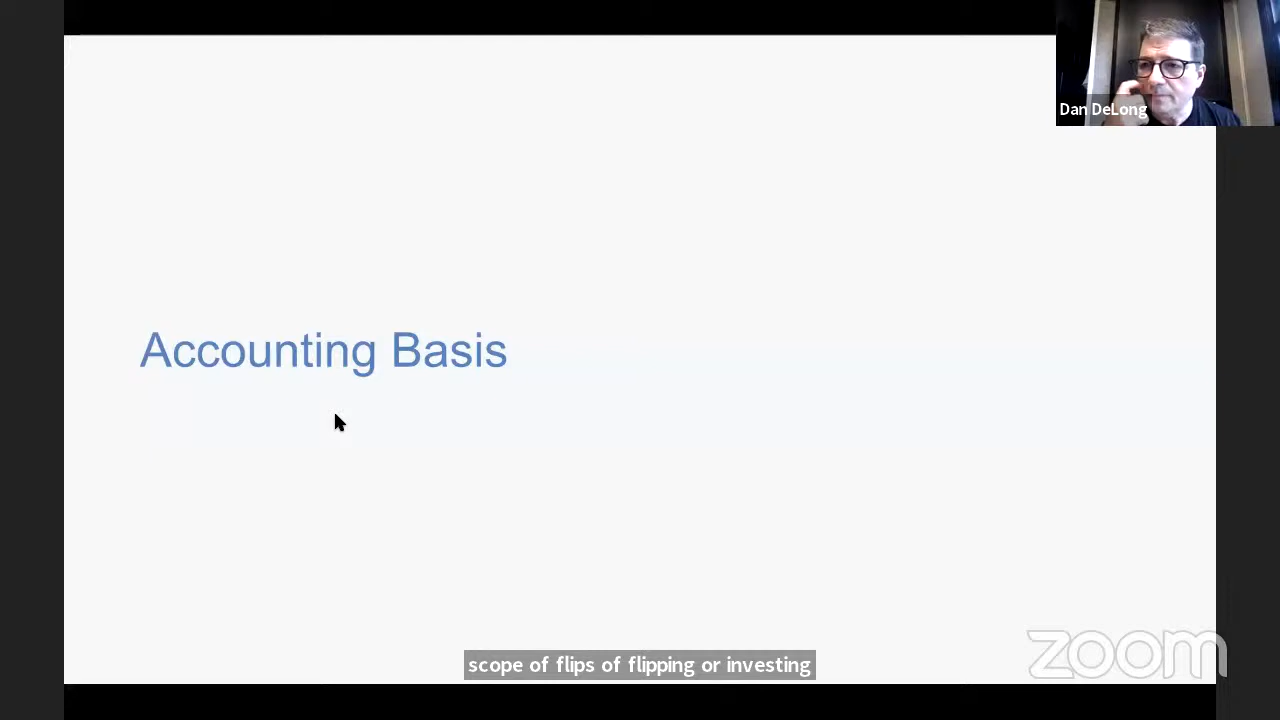 Dan DeLong
Accounting Basis
scope of flips of flipping or investing
zoom